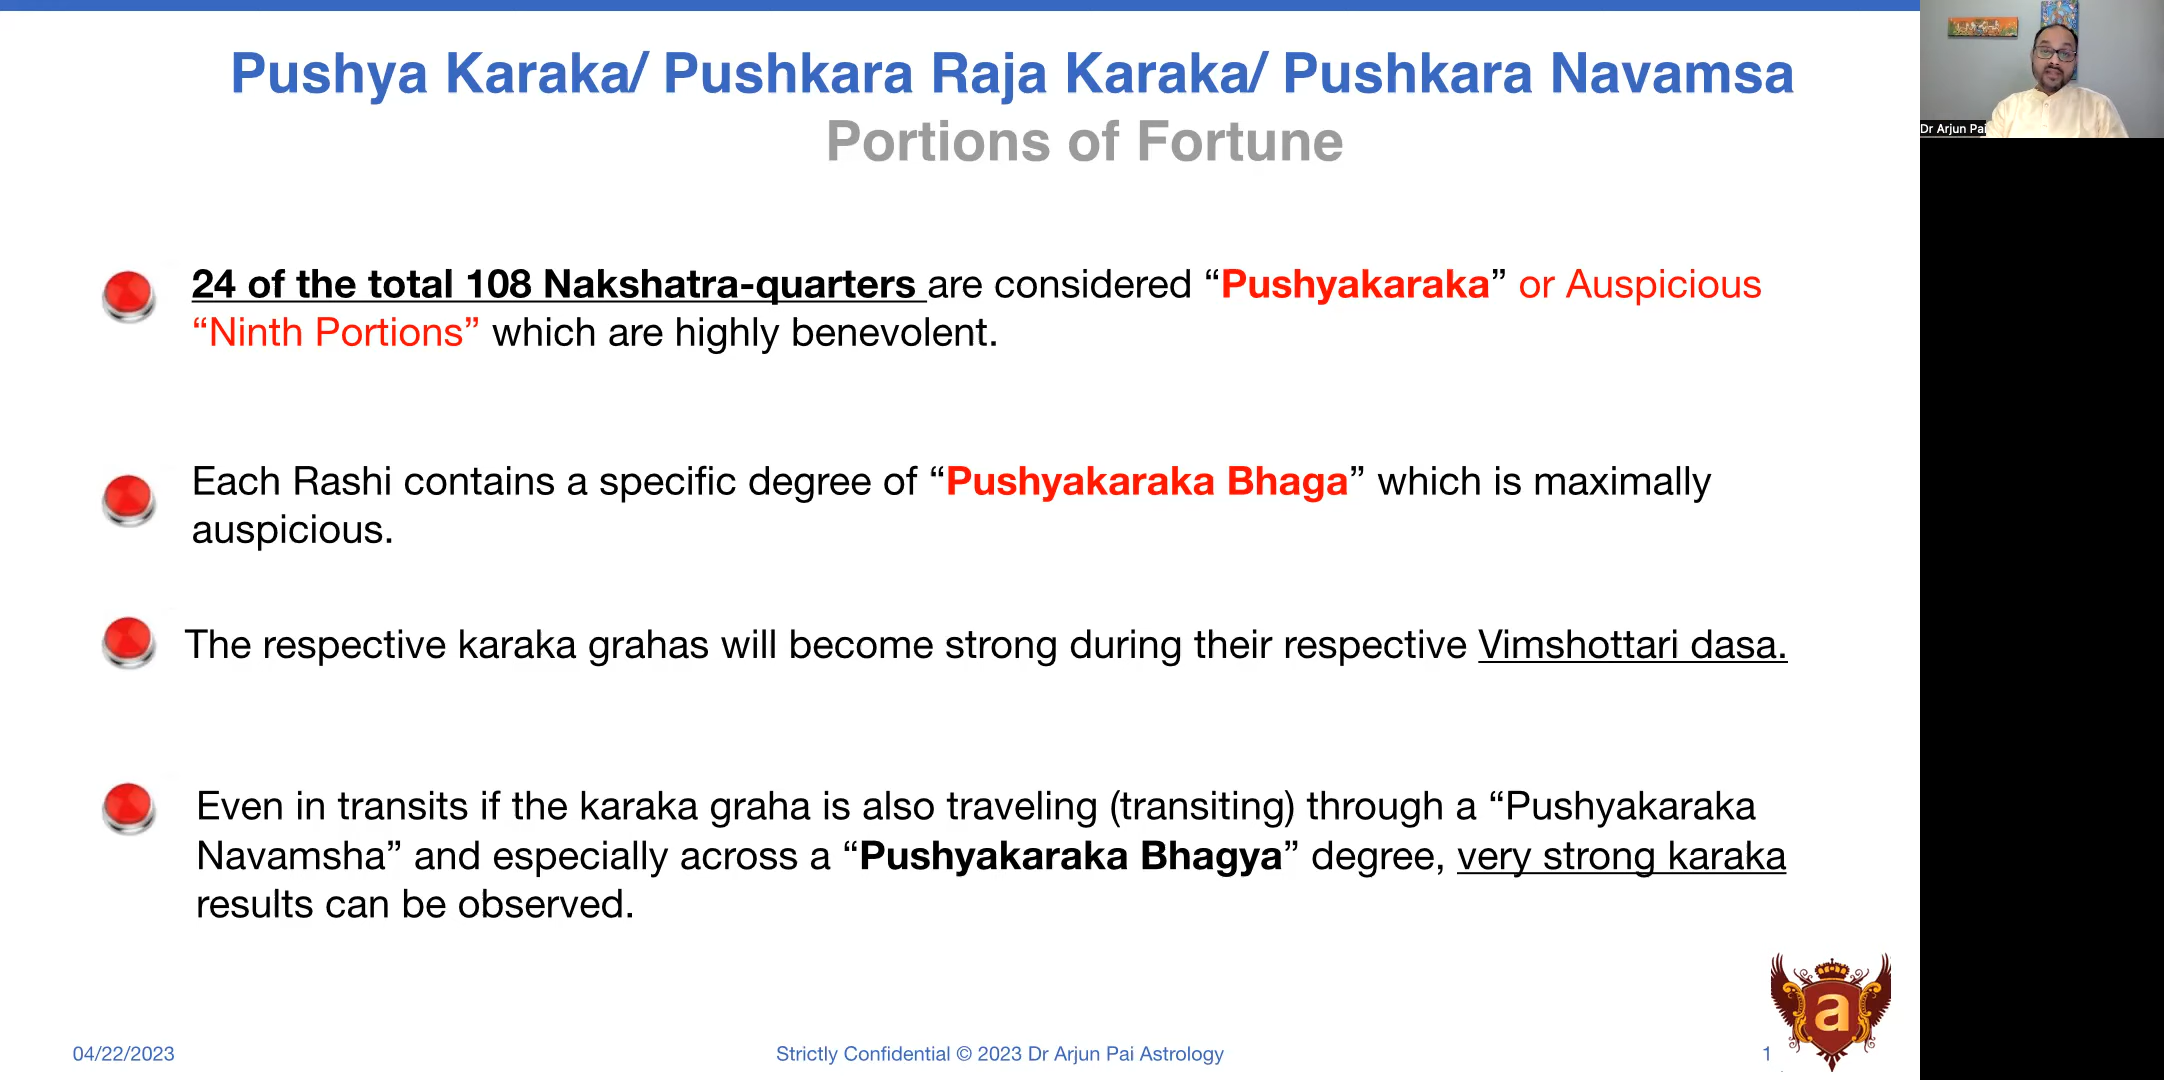 Pushya Karaka/ Pushkara Raja Karaka/ Pushkara Navamsa
Portions of Fortune
24 of the total 108 Nakshatra-quarters are considered “Pushyakaraka” or Auspicious
“Ninth Portions” which are highly benevolent.
Each Rashi contains a specific degree of “Pushyakaraka Bhaga” which is maximally
auspicious.
The respective karaka grahas will become strong during their respective Vimshottari dasa.
Even in transits if the karaka graha is also traveling (transiting) through a “Pushyakaraka
Navamsha” and especially across a “Pushyakaraka Bhagya” degree, very strong karaka
results can be observed.
04/22/2023
Strictly Confidential © 2023 Dr Arjun Pai Astrology
1
a
Dr Arjun Pai